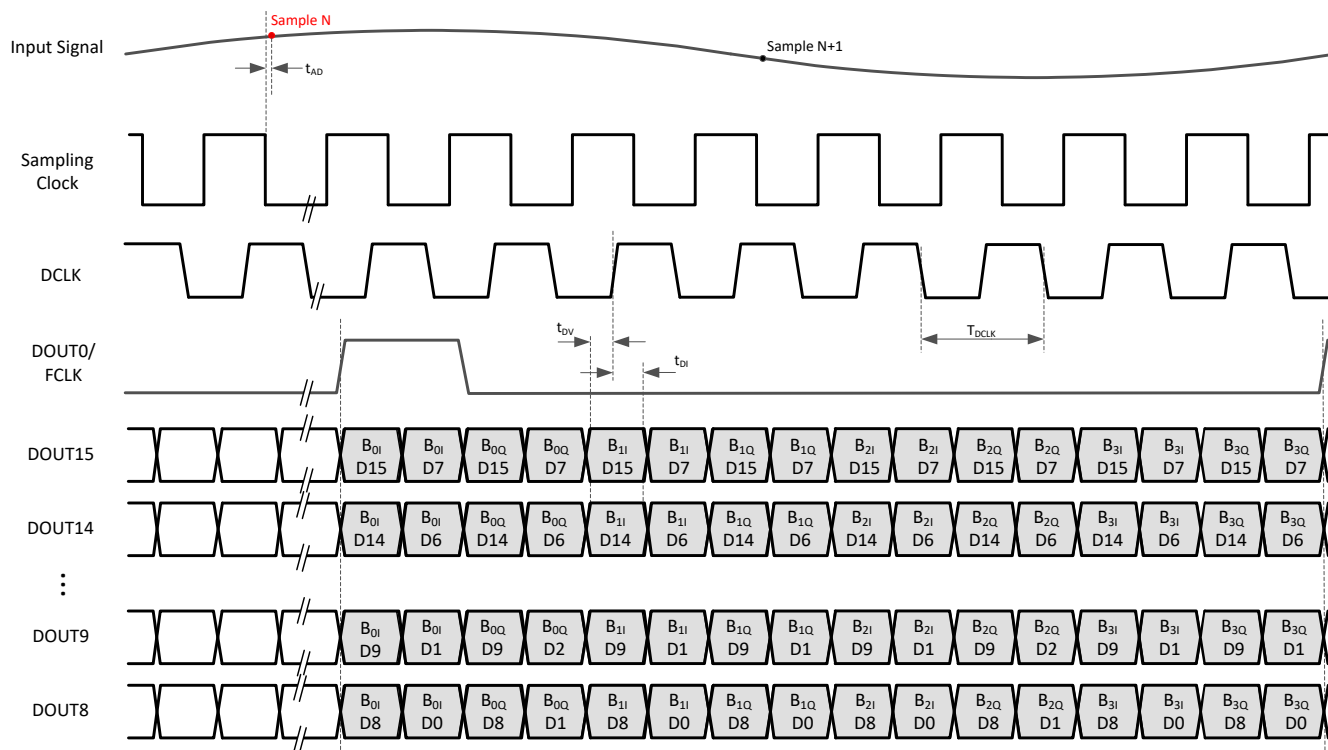 Sample N
Input Signal
Sample N+1
tAD
Sampling
Clock
DCLK
tDV
TDCLK
DOUT0/
FCLK
tDI
DOUT15
B0I B0I B0Q B0Q B1I B1I B1Q B1Q B2I B2I B2Q B2Q B3I B3I B3Q B3Q
D15 D7 D15 D7 D15 D7 D15 D7 D15 D7 D15 D7 D15 D7 D15 D7
DOUT14
B0I B0I B0Q B0Q B1I B1I B1Q B1Q B2I B2I B2Q B2Q B3I B3I B3Q B3Q
D14 D6 D14 D6 D14 D6 D14 D6 D14 D6 D14 D6 D14 D6 D14 D6
DOUT9
B0I B0I B0Q B0Q B1I B1I B1Q B1Q B2I B2I B2Q B2Q B3I B3I B3Q B3Q
D9 D1 D9 D2 D9 D1 D9 D1 D9 D1 D9 D2 D9 D1 D9 D1
DOUT8
B0I B0I B0Q B0Q B1I B1I B1Q B1Q B2I B2I B2Q B2Q B3I B3I B3Q B3Q
D8 D0 D8 D1 D8 D0 D8 D0 D8 D0 D8 D1 D8 D0 D8 D0